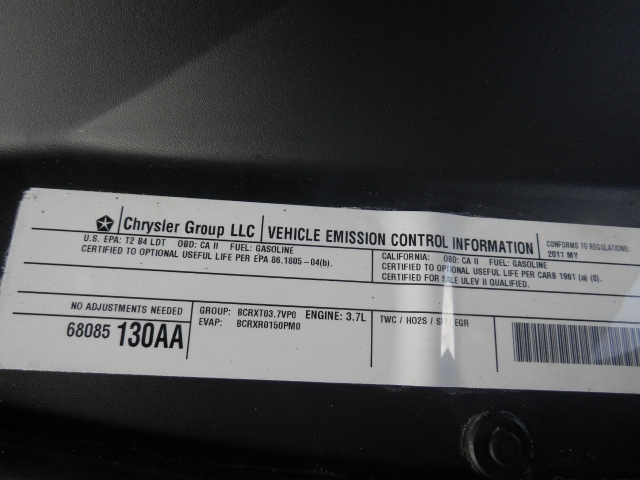 Chrysler Group LLC
VEHICLE EMISSION CONTROL INFORMATION
CONFORMS TO REGULATIONS:
2011 MY
U.S. EPA: T2 B4 LDT OBD: CA II FUEL: GASOLINE
CERTIFIED TO OPTIONAL USEFUL LIFE PER EPA 86.1805-04(b).
CALIFORNIA: OBD: CA II FUEL: GASOLINE
CERTIFIED TO OPTIONAL USEFUL LIFE PER CARB 1961 (a) (8).
CERTIFIED FOR SALE ULEV II QUALIFIED.
NO ADJUSTMENTS NEEDED
68085 130AA
GROUP: BCRXT03.7VP0 ENGINE: 3.7L
EVAP: BCRXR0150PM0
TWC / HO2S / SFI / EGR